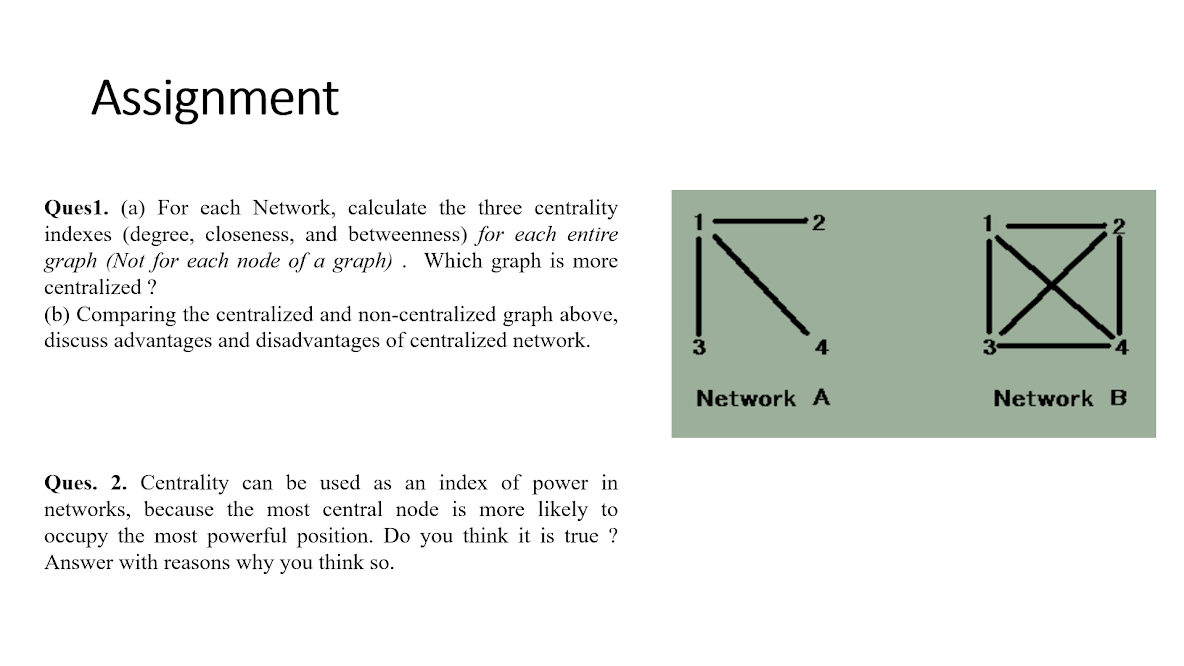 Assignment
Ques1. (a) For each Network, calculate the three centrality
indexes (degree, closeness, and betweenness) for each entire
graph (Not for each node of a graph) . Which graph is more
centralized ?
(b) Comparing the centralized and non-centralized graph above,
discuss advantages and disadvantages of centralized network.
1 2
3 4
Network A
1 2
3 4
Network B
Ques. 2. Centrality can be used as an index of power in
networks, because the most central node is more likely to
occupy the most powerful position. Do you think it is true ?
Answer with reasons why you think so.